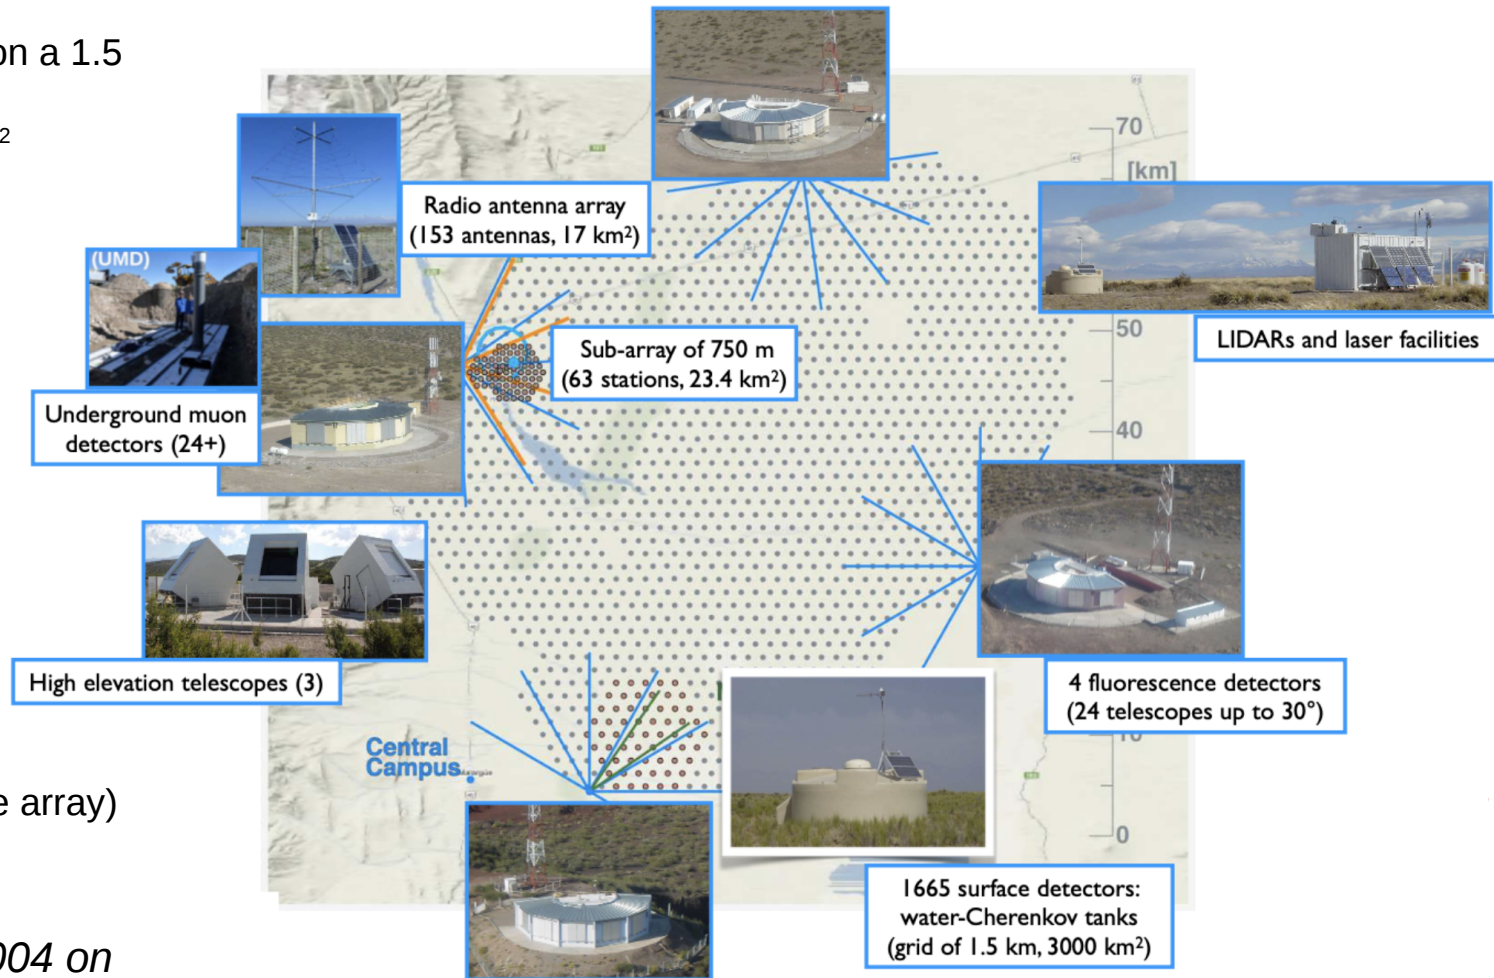 on a 1.5
2
70
[km]
Radio antenna array
(153 antennas, 17 km²)
(UMD)
50
Sub-array of 750 m
(63 stations, 23.4 km²)
LIDARs and laser facilities
Underground muon
detectors (24+)
40
High elevation telescopes (3)
4 fluorescence detectors
(24 telescopes up to 30°)
10
Central
Campus
e array)
0
1665 surface detectors:
water-Cherenkov tanks
(grid of 1.5 km, 3000 km²)
004 on